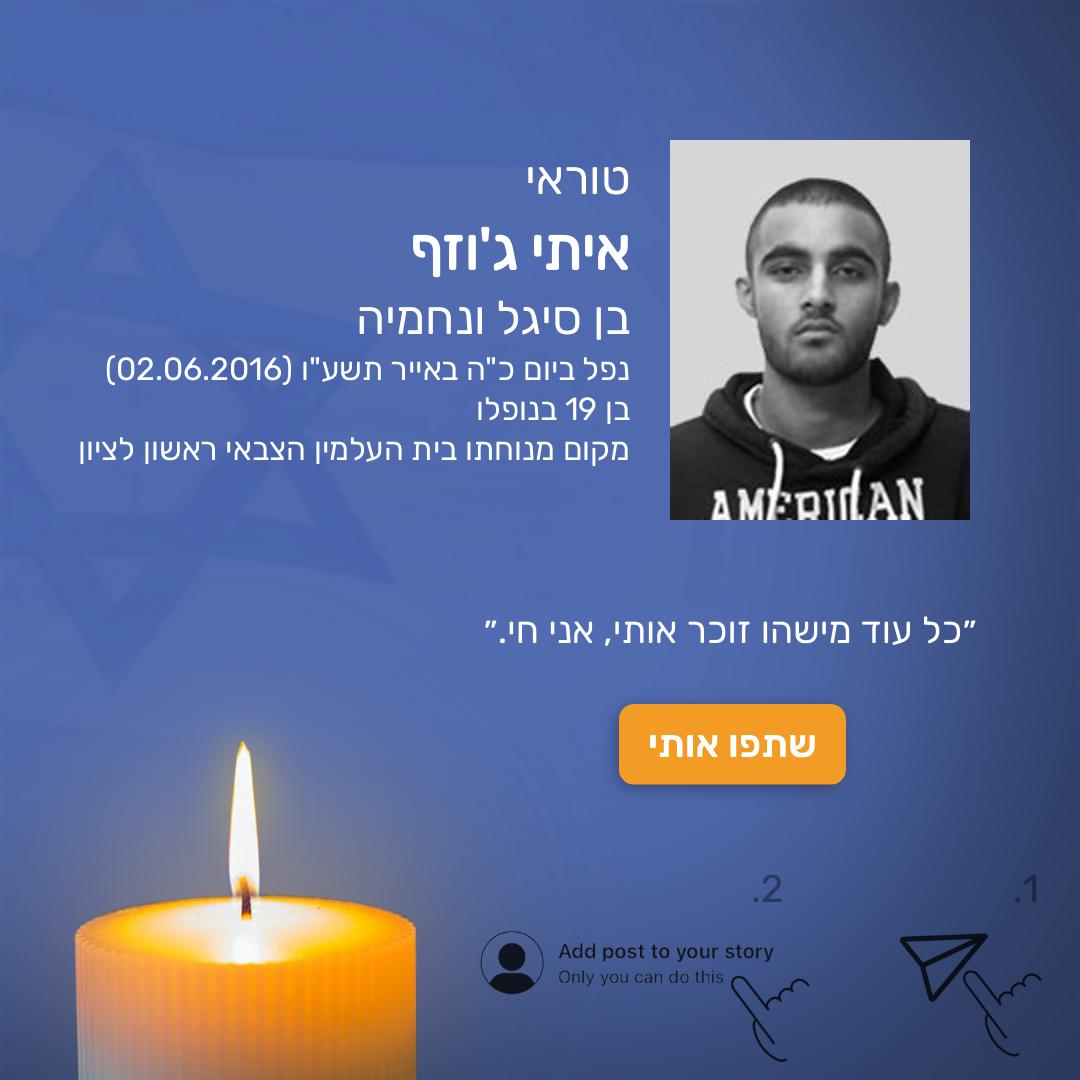 טוראי
איתי ג'וזף
בן סיגל ונחמיה
נפל ביום כ"ה באייר תשע"ו (02.06.2016)
בן 19 בנופלו
מקום מנוחתו בית העלמין הצבאי ראשון לציון
AMERICAN
״כל עוד מישהו זוכר אותי, אני חי.״
שתפו אותי
1.
2.
Add post to your story
Only you can do this